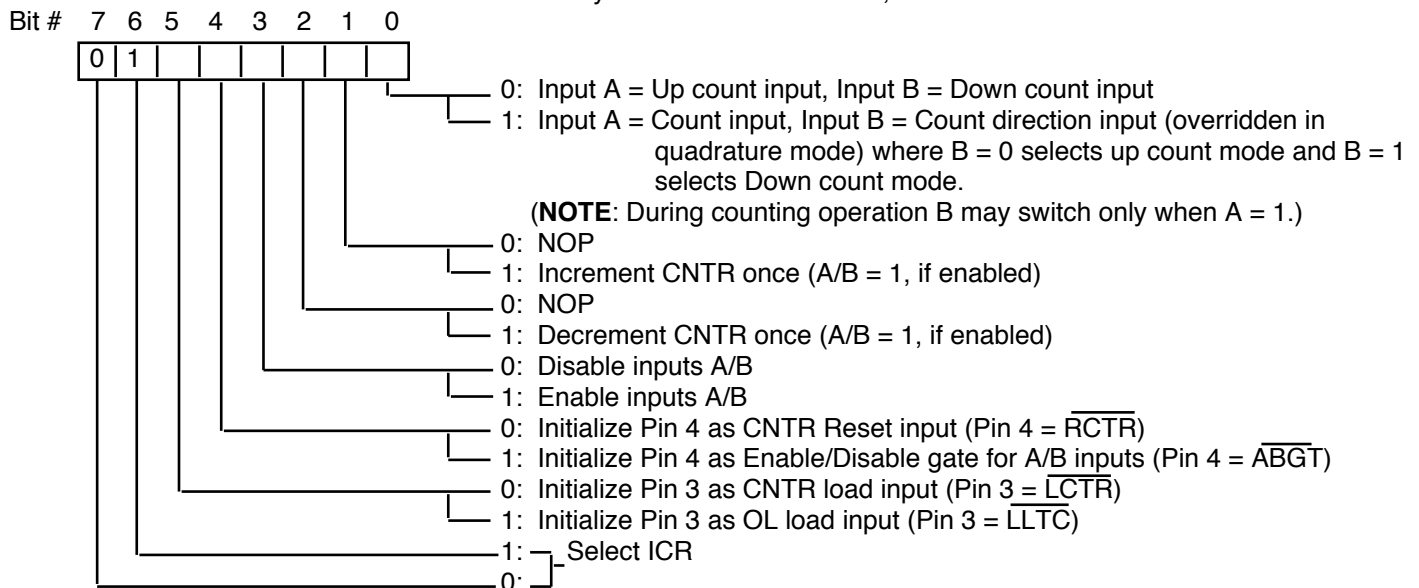 Bit # 7 6 5 4 3 2 1 0
0 1
0: Input A = Up count input, Input B = Down count input
1: Input A = Count input, Input B = Count direction input (overridden in
quadrature mode) where B = 0 selects up count mode and B = 1
selects Down count mode.
(NOTE: During counting operation B may switch only when A = 1.)
0: NOP
1: Increment CNTR once (A/B = 1, if enabled)
0: NOP
1: Decrement CNTR once (A/B = 1, if enabled)
0: Disable inputs A/B
1: Enable inputs A/B
0: Initialize Pin 4 as CNTR Reset input (Pin 4 = R̅C̅T̅R̅)
1: Initialize Pin 4 as Enable/Disable gate for A/B inputs (Pin 4 = A̅B̅G̅T̅)
0: Initialize Pin 3 as CNTR load input (Pin 3 = L̅C̅T̅R̅)
1: Initialize Pin 3 as OL load input (Pin 3 = L̅L̅T̅C̅)
1: Select ICR
0: